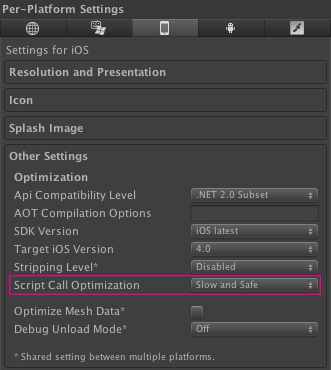 Per-Platform Settings
Settings for iOS
Resolution and Presentation
Icon
Splash Image
Other Settings
Optimization
Api Compatibility Level .NET 2.0 Subset
AOT Compilation Options
SDK Version iOS latest
Target iOS Version 4.0
Stripping Level* Disabled
Script Call Optimization Slow and Safe
Optimize Mesh Data*
Debug Unload Mode* Off
* Shared setting between multiple platforms.